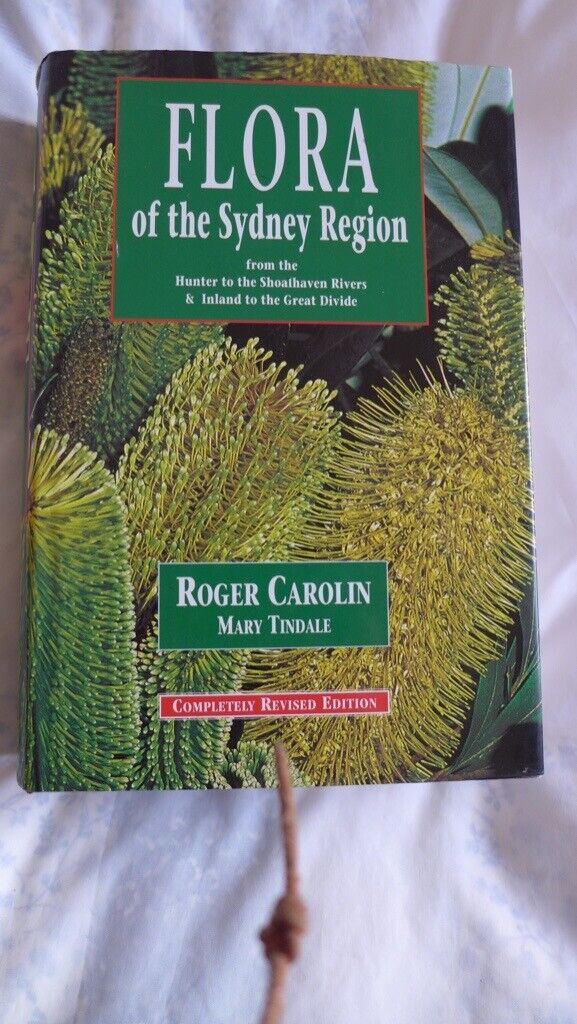 FLORA
of the Sydney Region
from the
Hunter to the Shoalhaven Rivers
& Inland to the Great Divide
ROGER CAROLIN
MARY TINDALE
COMPLETELY REVISED EDITION